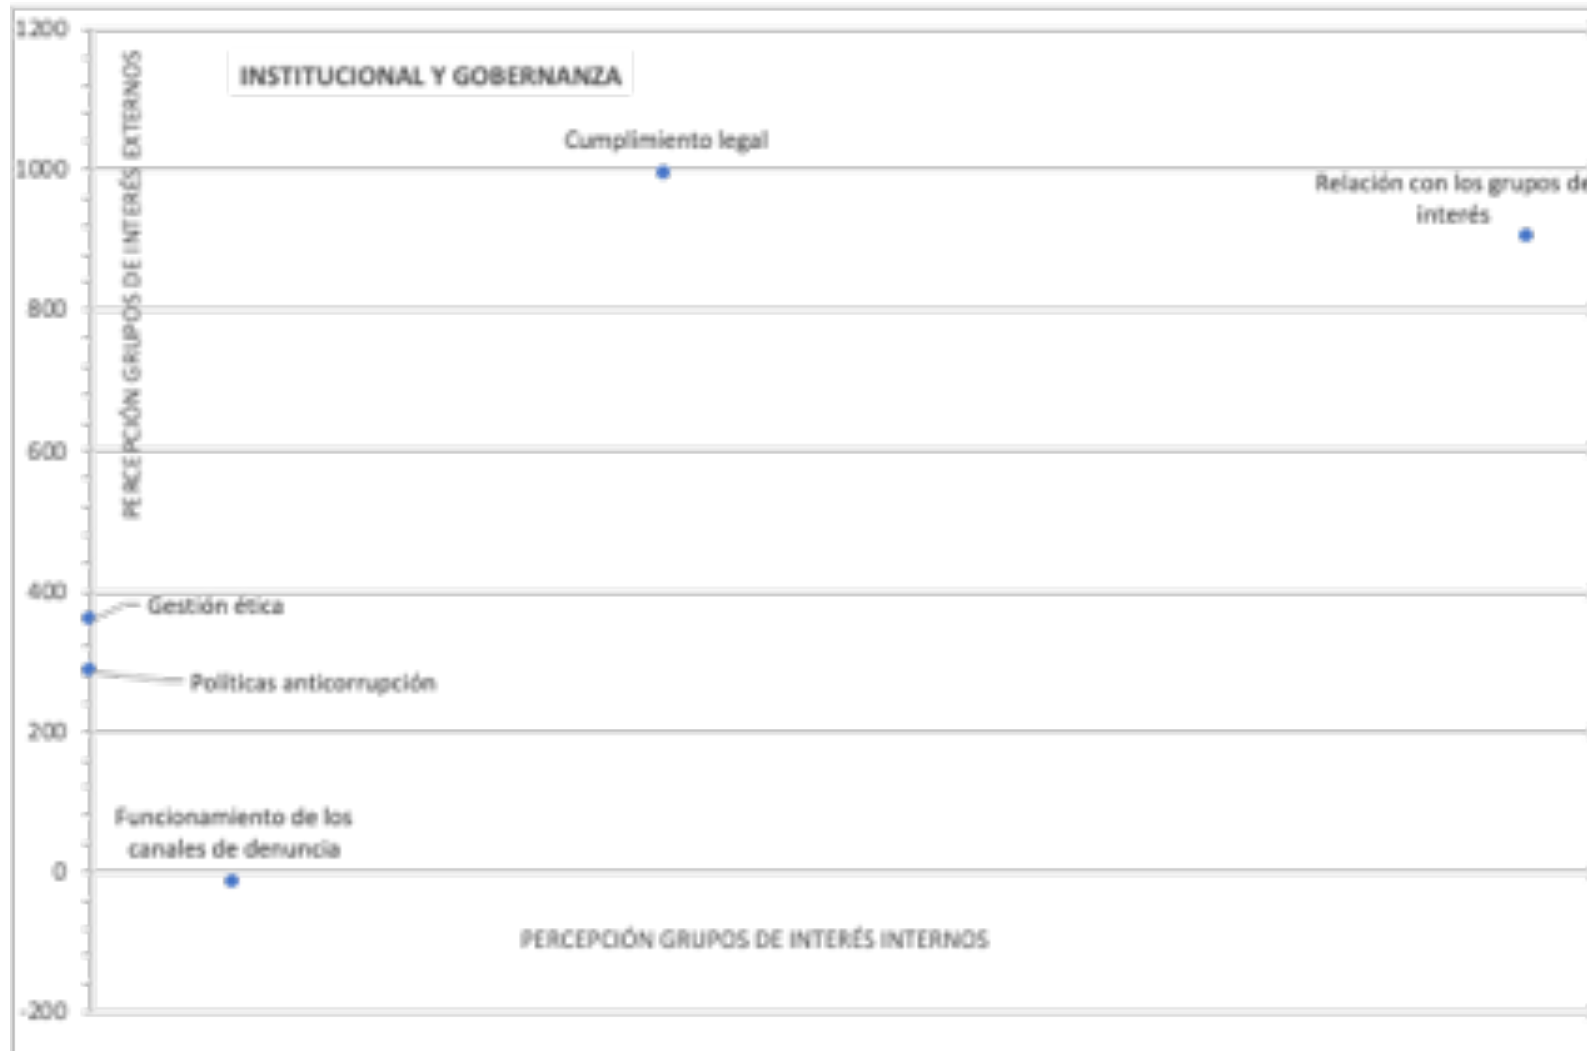 1200
INSTITUCIONAL Y GOBERNANZA
PERCEPCIÓN GRUPOS DE INTERÉS EXTERNOS
Cumplimiento legal
1000
Relación con los grupos de
interés
800
600
400
Gestión ética
Políticas anticorrupción
200
Funcionamiento de los
canales de denuncia
0
PERCEPCIÓN GRUPOS DE INTERÉS INTERNOS
-200